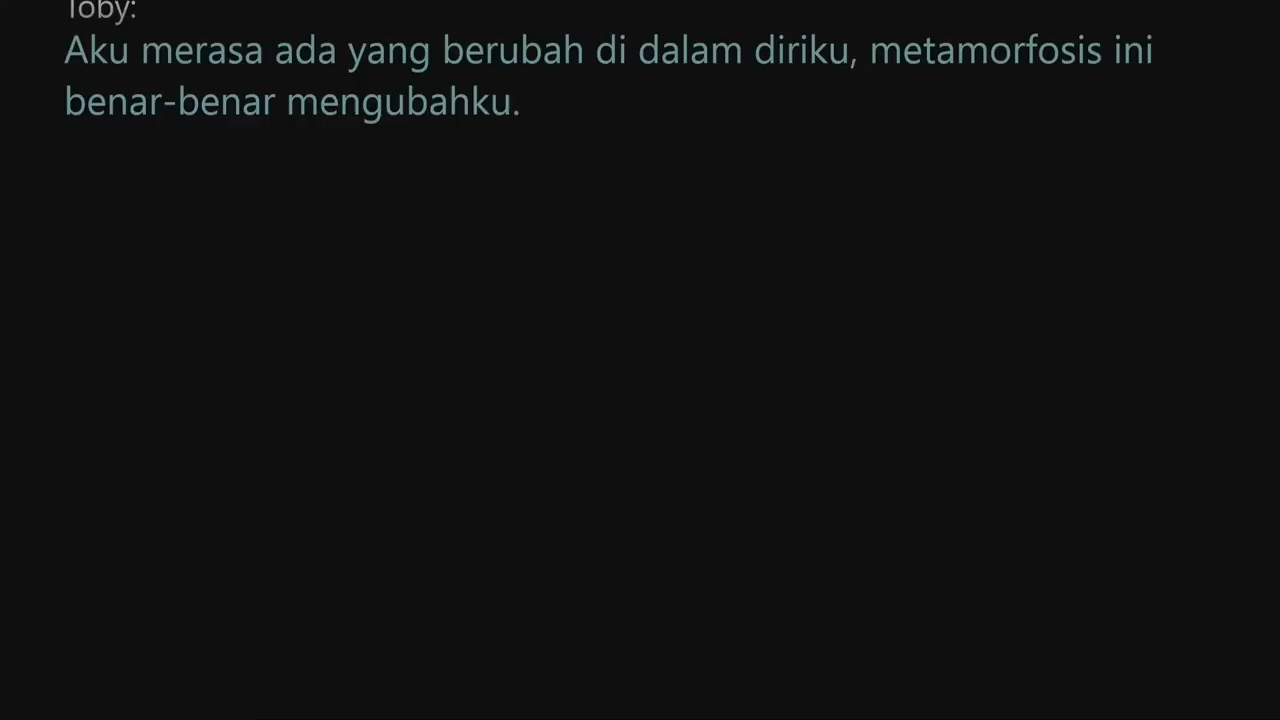 Toby:
Aku merasa ada yang berubah di dalam diriku, metamorfosis ini
benar-benar mengubahku.